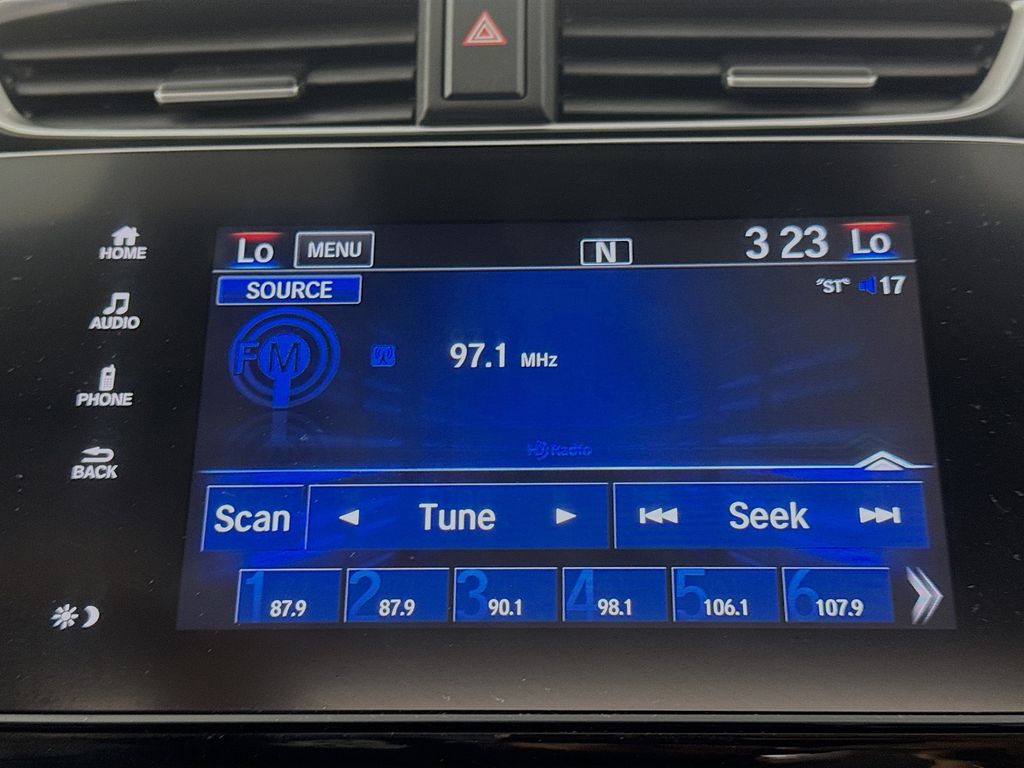 HOME
AUDIO
PHONE
BACK
Lo MENU N 3 23 Lo
SOURCE "ST" 17
FM 97.1 MHz
HD Radio
Scan Tune Seek
1 87.9 2 87.9 3 90.1 4 98.1 5 106.1 6 107.9